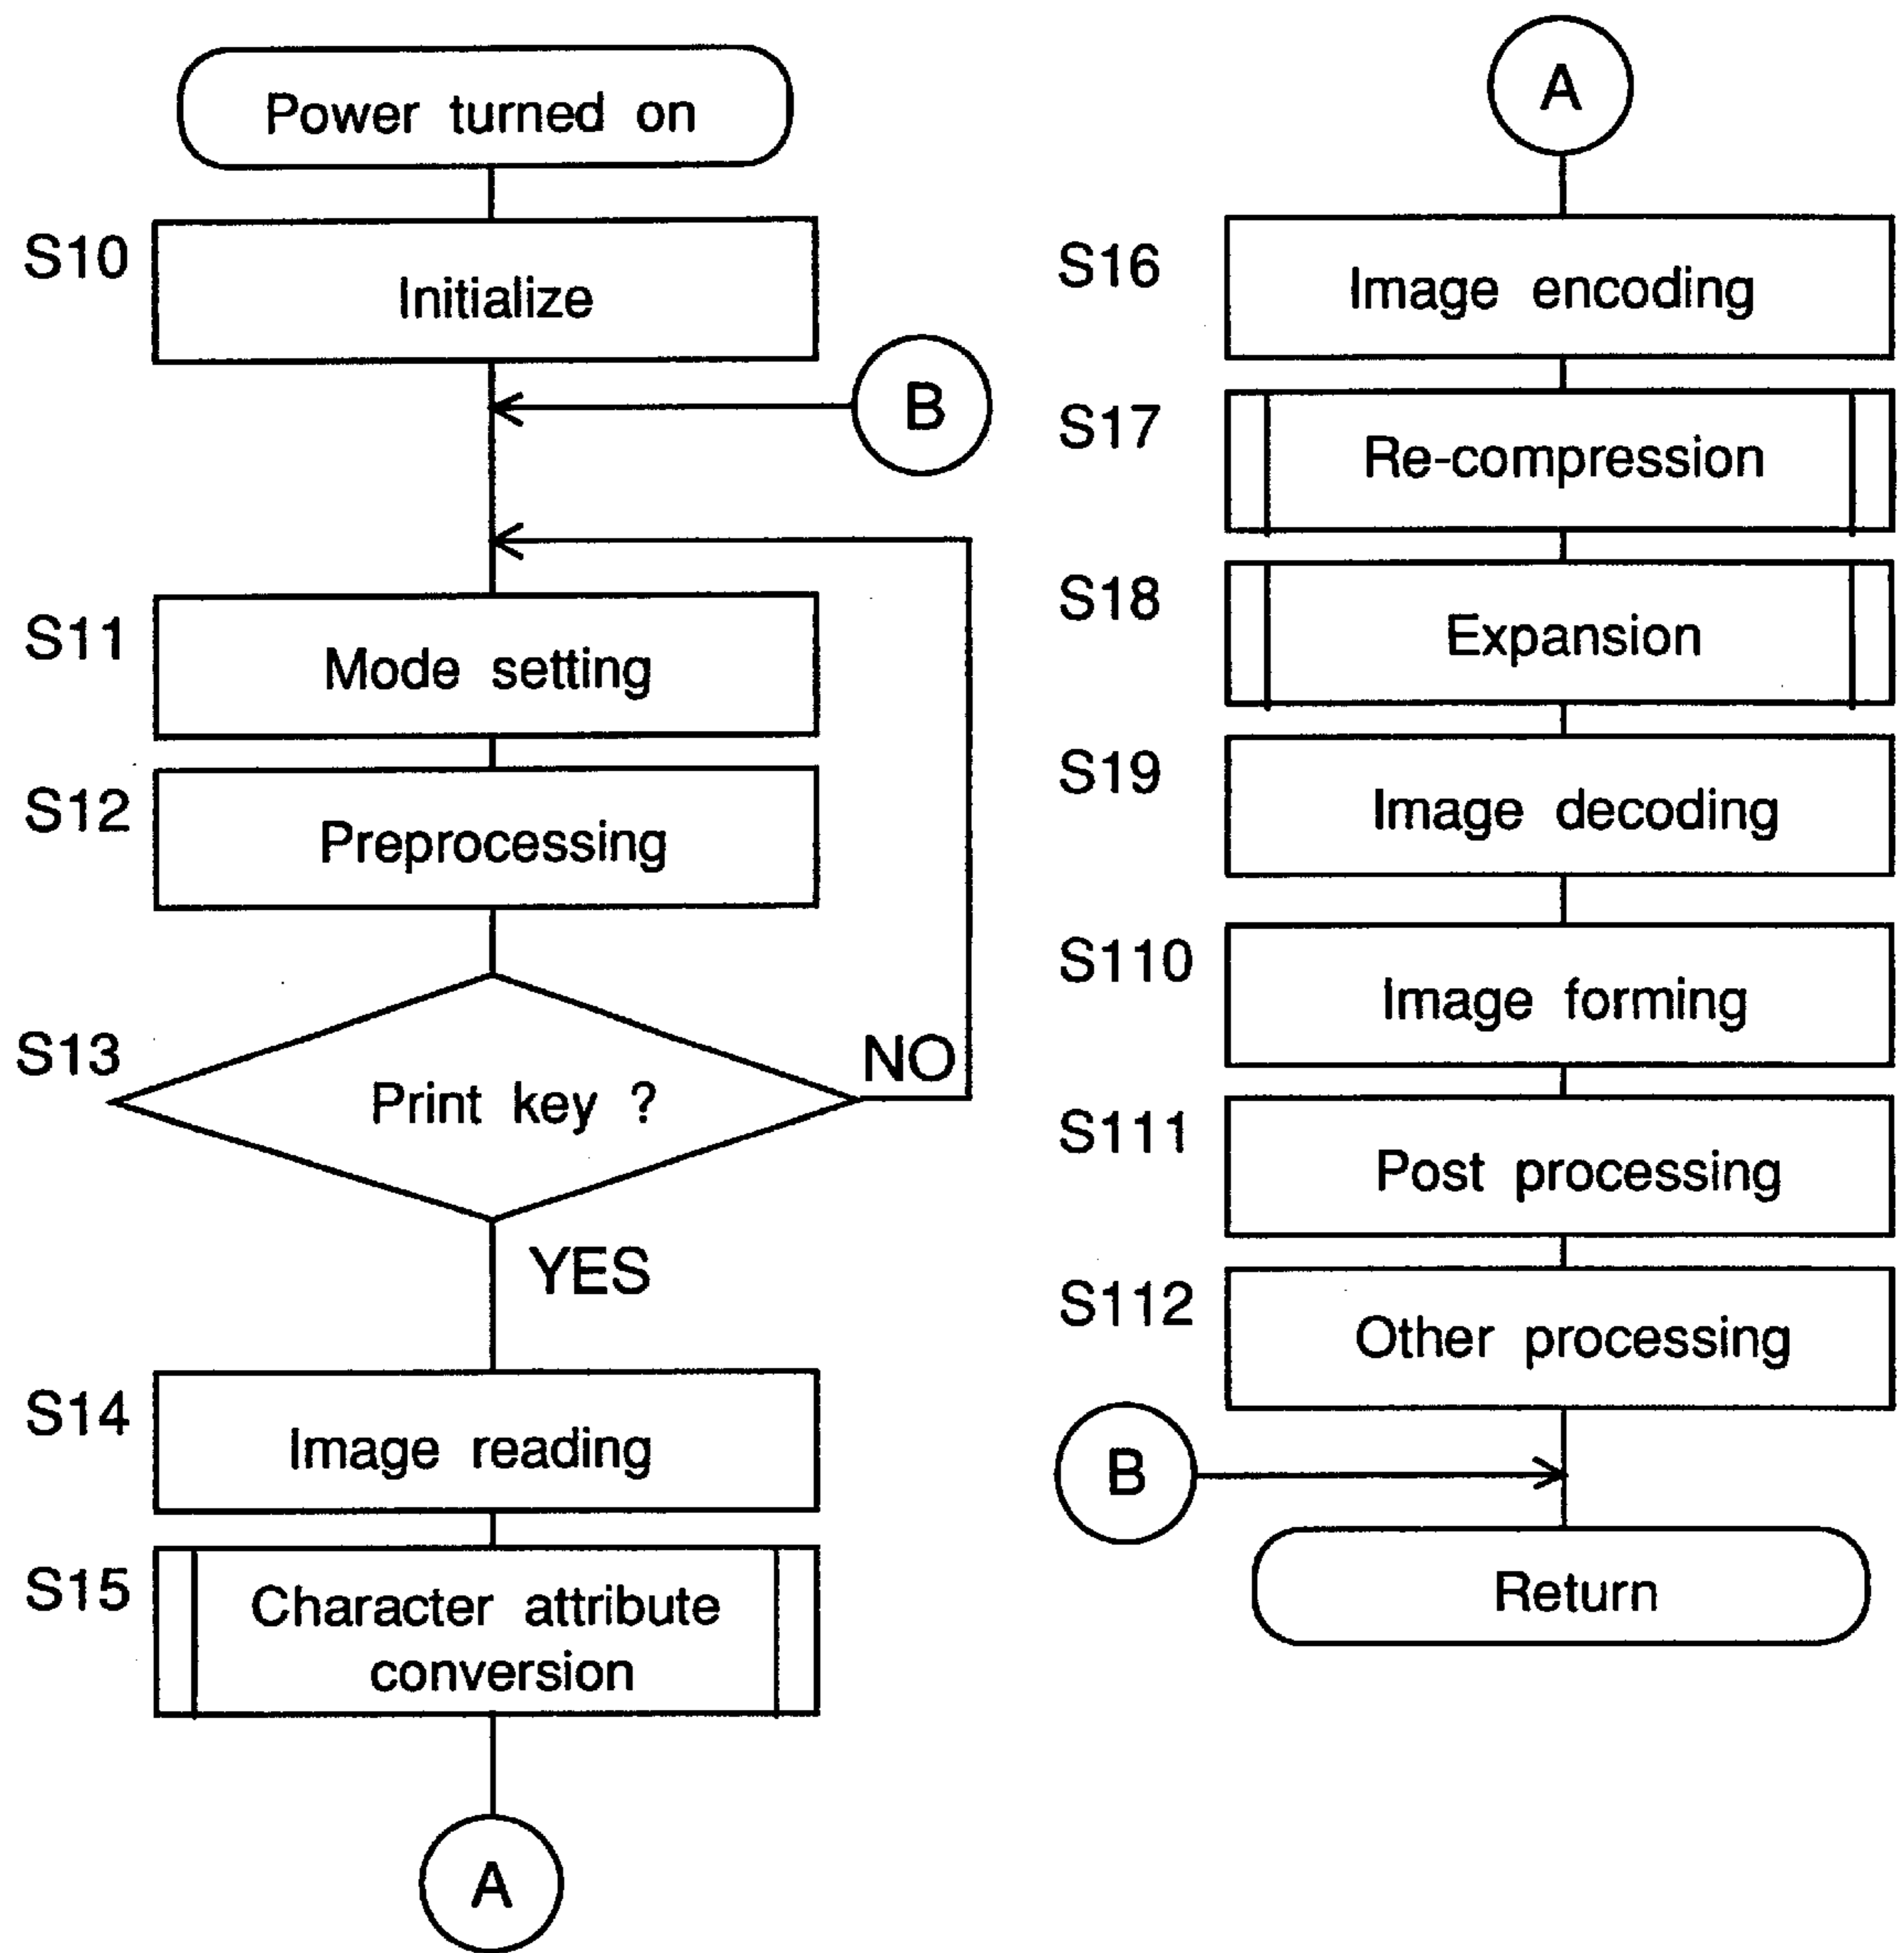 Power turned on
S10
Initialize
B
S11
Mode setting
S12
Preprocessing
S13
Print key ?
NO
YES
S14
Image reading
S15
Character attribute
conversion
A
A
S16
Image encoding
S17
Re-compression
S18
Expansion
S19
Image decoding
S110
Image forming
S111
Post processing
S112
Other processing
B
Return